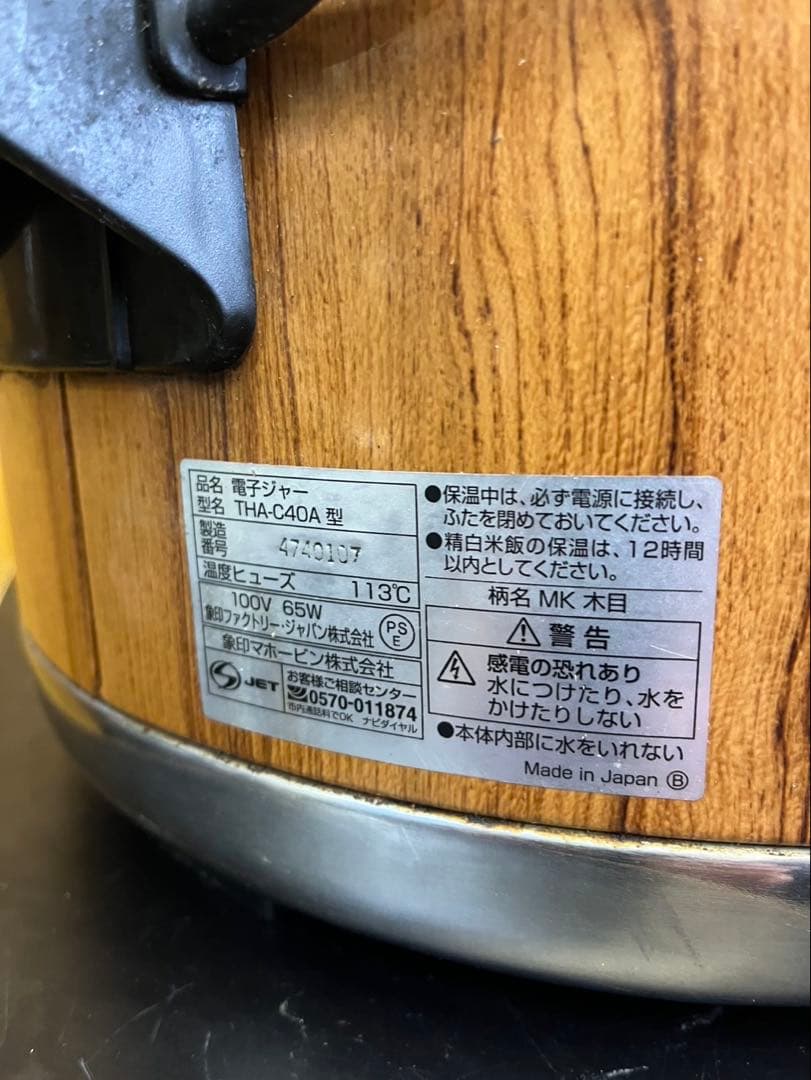 品名 電子ジャー
型名 THA-C40A 型
製造番号 4740107
温度ヒューズ 113℃
100V 65W
象印ファクトリー・ジャパン株式会社
PS E
象印マホービン株式会社
JET
お客様ご相談センター
0570-011874
市内通話料でOK ナビダイヤル
●保温中は、必ず電源に接続し、
ふたを閉めておいてください。
●精白米飯の保温は、12時間
以内としてください。
柄名 MK 木目
警告
感電の恐れあり
水につけたり、水を
かけたりしない
●本体内部に水をいれない
Made in Japan Ⓑ